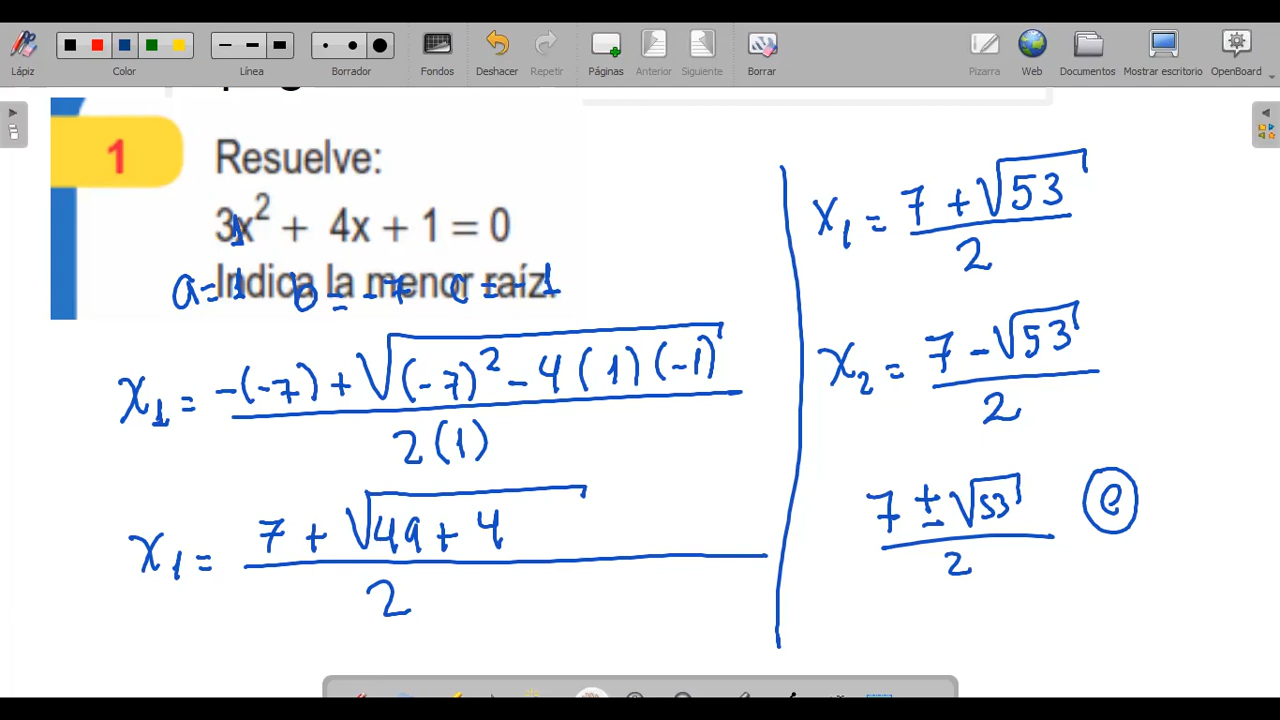 Lápiz
Color
Línea
Borrador
Fondos
Deshacer
Repetir
Páginas
Anterior
Siguiente
Borrar
Pizarra
Web
Documentos
Mostrar escritorio
OpenBoard
1
Resuelve:
3x² + 4x + 1 = 0
1
Indica la menor raíz.
a = 1 b = -7 c = -1
x₁ = (-(-7) + √((-7)² - 4(1)(-1))) / 2(1)
x₁ = (7 + √(49 + 4)) / 2
x₁ = (7 + √53) / 2
x₂ = (7 - √53) / 2
(7 ± √53) / 2